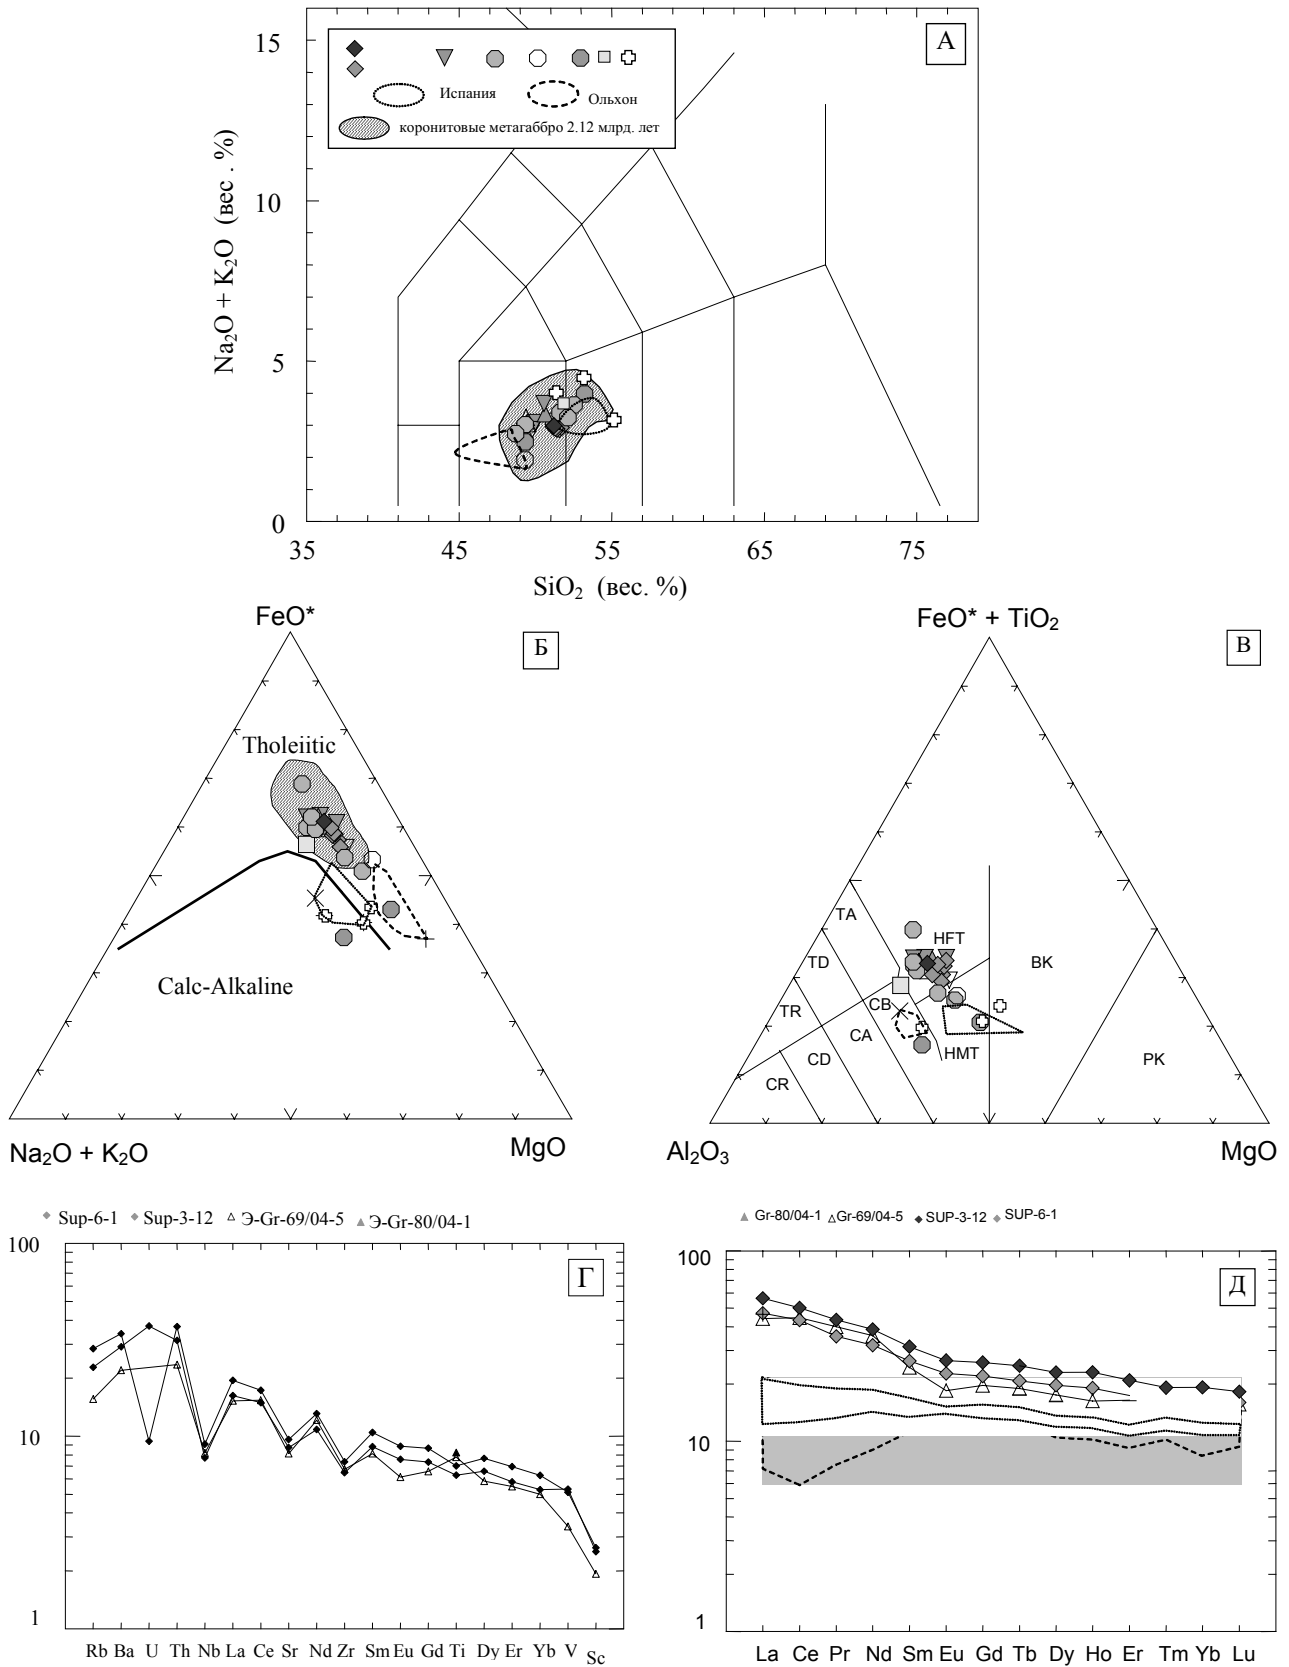 А
15
10
5
0
Na2O + K2O (вес . %)
Испания
Ольхон
коронитовые метагаббро 2.12 млрд. лет
35
45
55
65
75
SiO2 (вес. %)
FeO*
Б
Tholeiitic
Calc-Alkaline
Na2O + K2O
MgO
FeO* + TiO2
В
TA
HFT
TD
BK
TR
CB
CA
CD
HMT
CR
PK
Al2O3
MgO
Sup-6-1 Sup-3-12 Э-Gr-69/04-5 Э-Gr-80/04-1
Г
100
10
1
Rb Ba U Th Nb La Ce Sr Nd Zr Sm Eu Gd Ti Dy Er Yb V Sc
Gr-80/04-1 Gr-69/04-5 SUP-3-12 SUP-6-1
Д
100
10
1
La Ce Pr Nd Sm Eu Gd Tb Dy Ho Er Tm Yb Lu